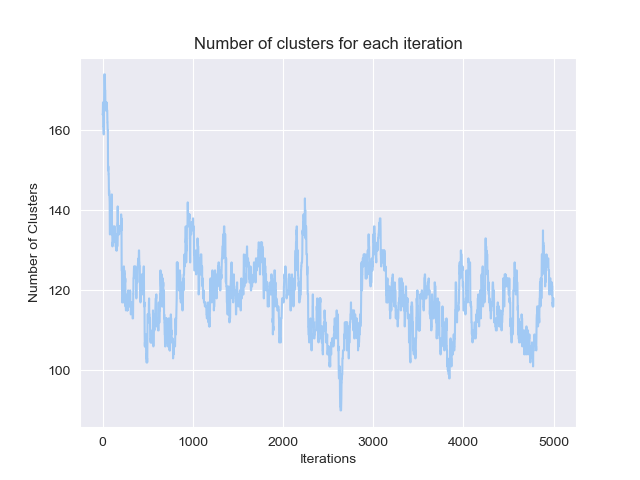 Number of clusters for each iteration
160
140
120
100
Number of Clusters
0 1000 2000 3000 4000 5000
Iterations